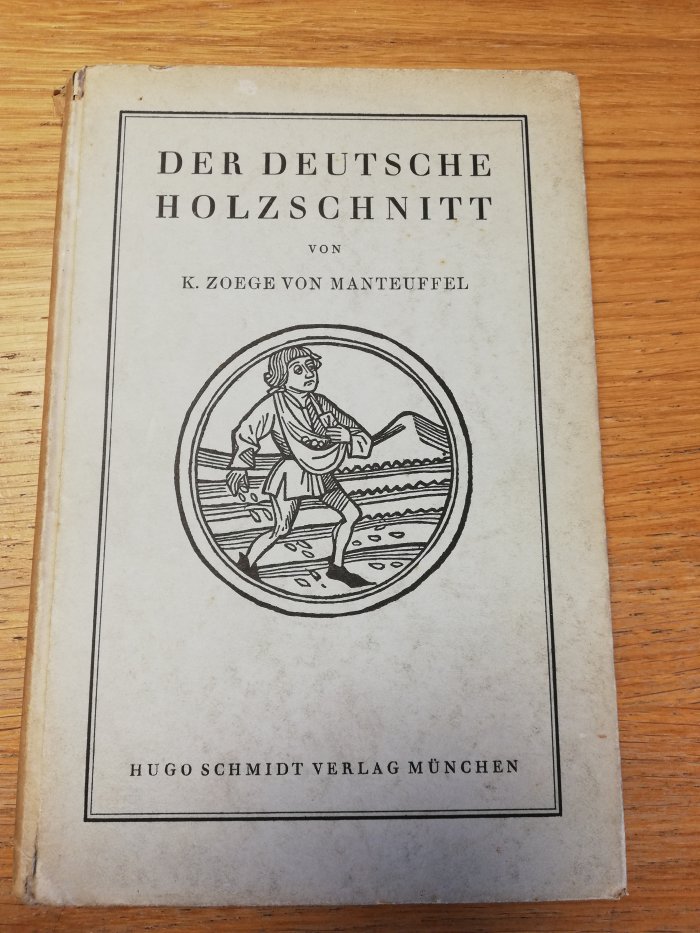 DER DEUTSCHE
HOLZSCHNITT
VON
K. ZOEGE VON MANTEUFFEL
HUGO SCHMIDT VERLAG MÜNCHEN